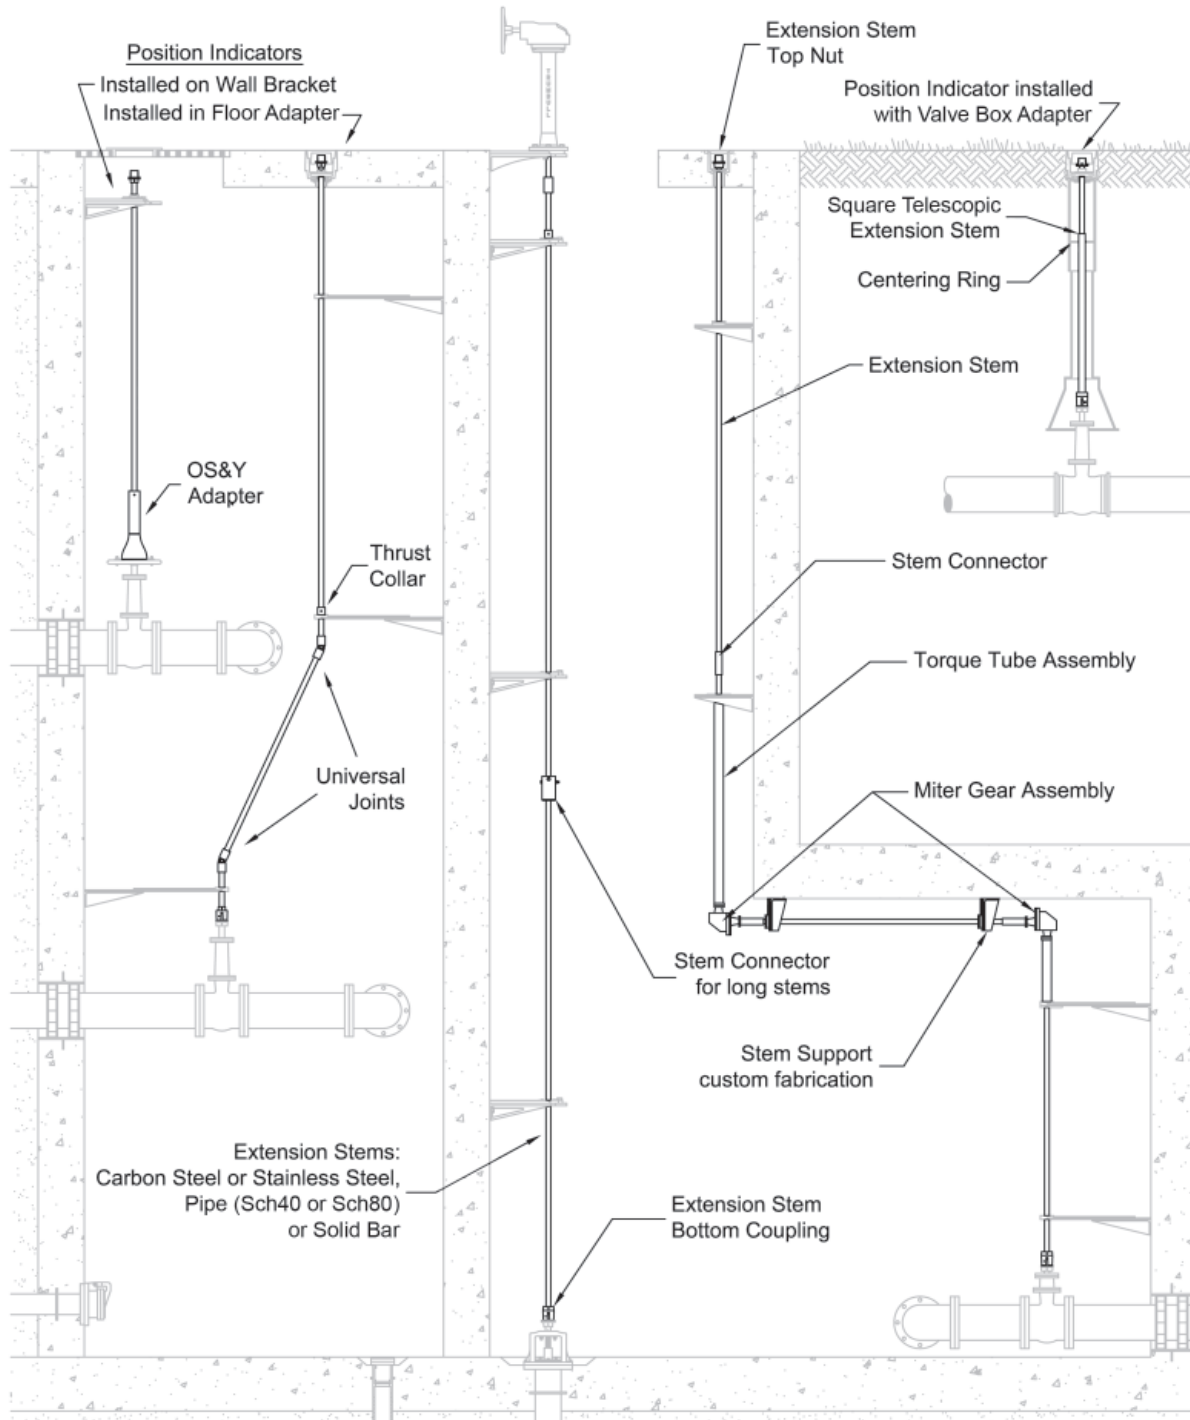 Position Indicators
Installed on Wall Bracket
Installed in Floor Adapter
Extension Stem
Top Nut
Position Indicator installed
with Valve Box Adapter
Square Telescopic
Extension Stem
Centering Ring
Extension Stem
OS&Y
Adapter
Thrust
Collar
Stem Connector
Torque Tube Assembly
Universal
Joints
Miter Gear Assembly
Stem Connector
for long stems
Stem Support
custom fabrication
Extension Stems:
Carbon Steel or Stainless Steel,
Pipe (Sch40 or Sch80)
or Solid Bar
Extension Stem
Bottom Coupling